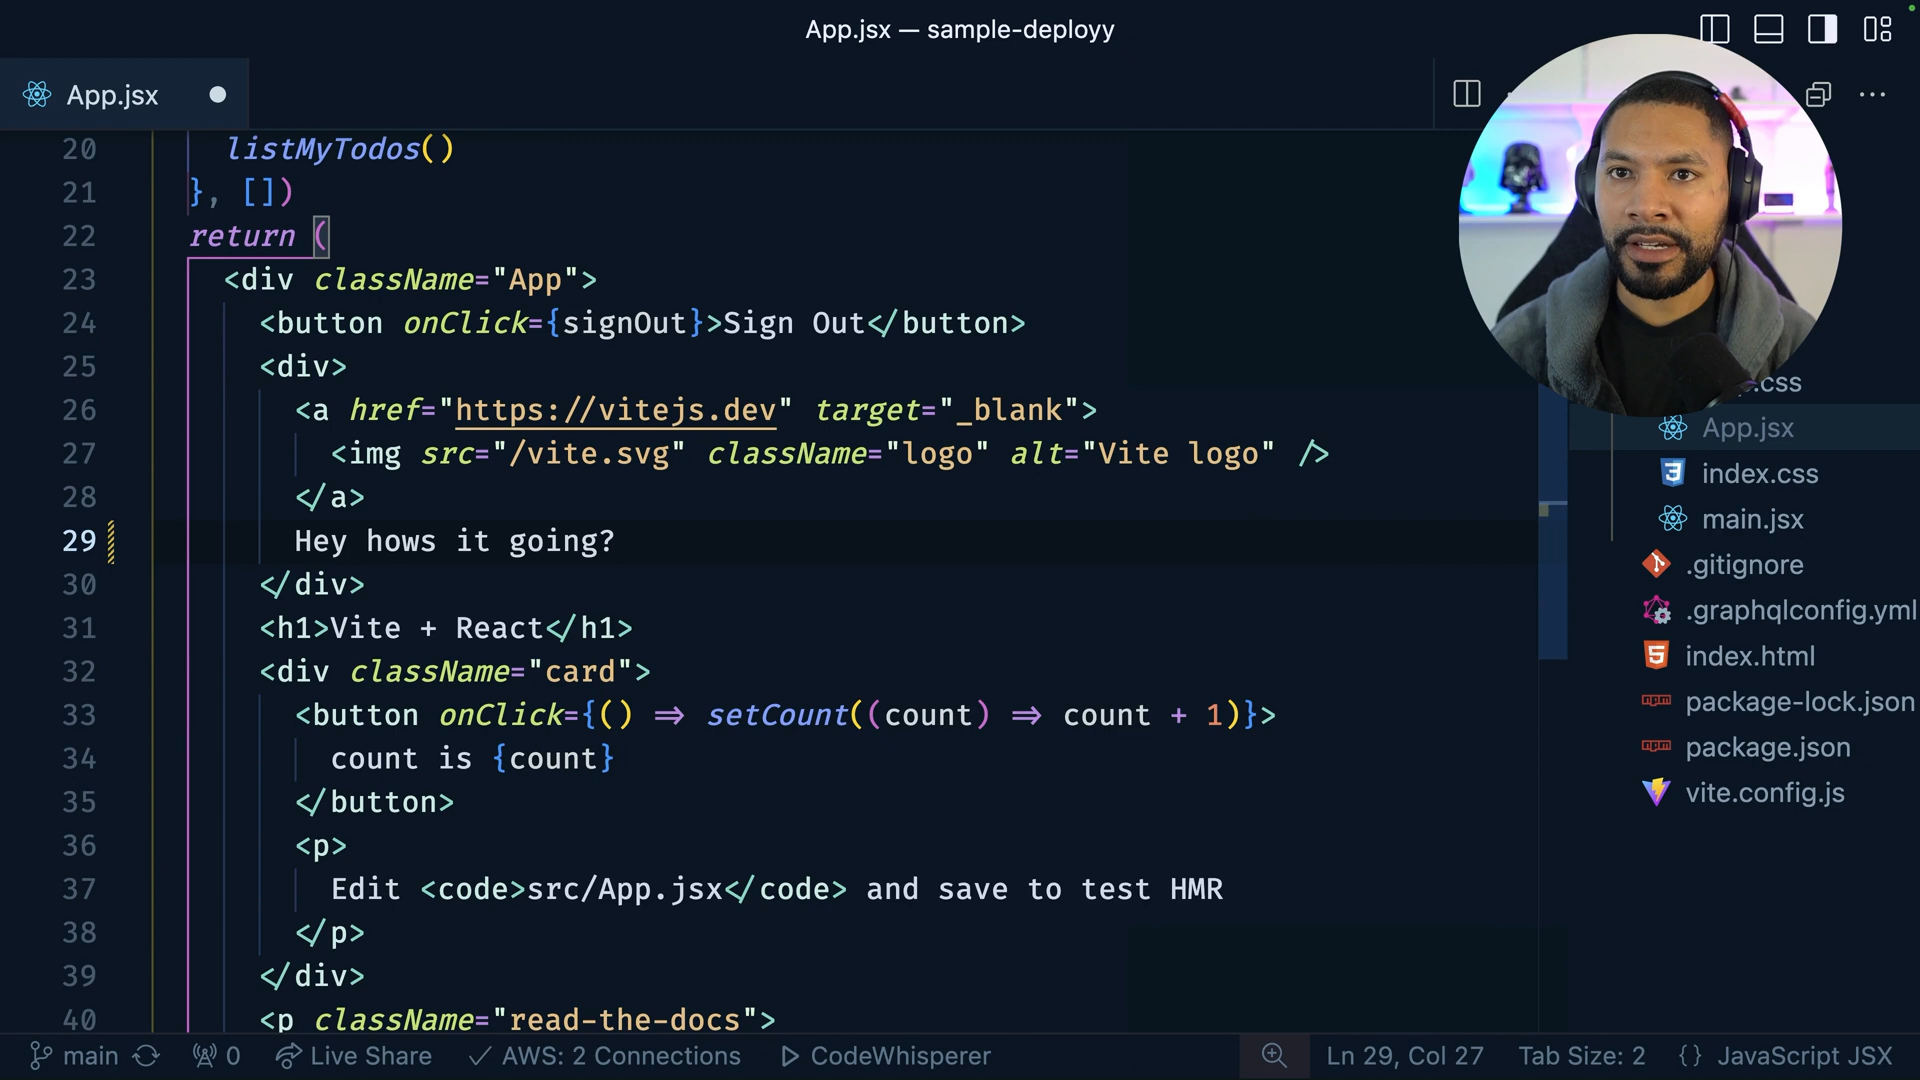 App.jsx — sample-deployy
App.jsx
20 listMyTodos()
21 }, [])
22 return (
23 <div className="App">
24 <button onClick={signOut}>Sign Out</button>
25 <div>
26 <a href="https://vitejs.dev" target="_blank">
27 <img src="/vite.svg" className="logo" alt="Vite logo" />
28 </a>
29 Hey hows it going?
30 </div>
31 <h1>Vite + React</h1>
32 <div className="card">
33 <button onClick={() => setCount((count) => count + 1)}>
34 count is {count}
35 </button>
36 <p>
37 Edit <code>src/App.jsx</code> and save to test HMR
38 </p>
39 </div>
40 <p className="read-the-docs">
.css
App.jsx
index.css
main.jsx
.gitignore
.graphqlconfig.yml
index.html
package-lock.json
package.json
vite.config.js
main 0 Live Share AWS: 2 Connections CodeWhisperer Ln 29, Col 27 Tab Size: 2 {} JavaScript JSX